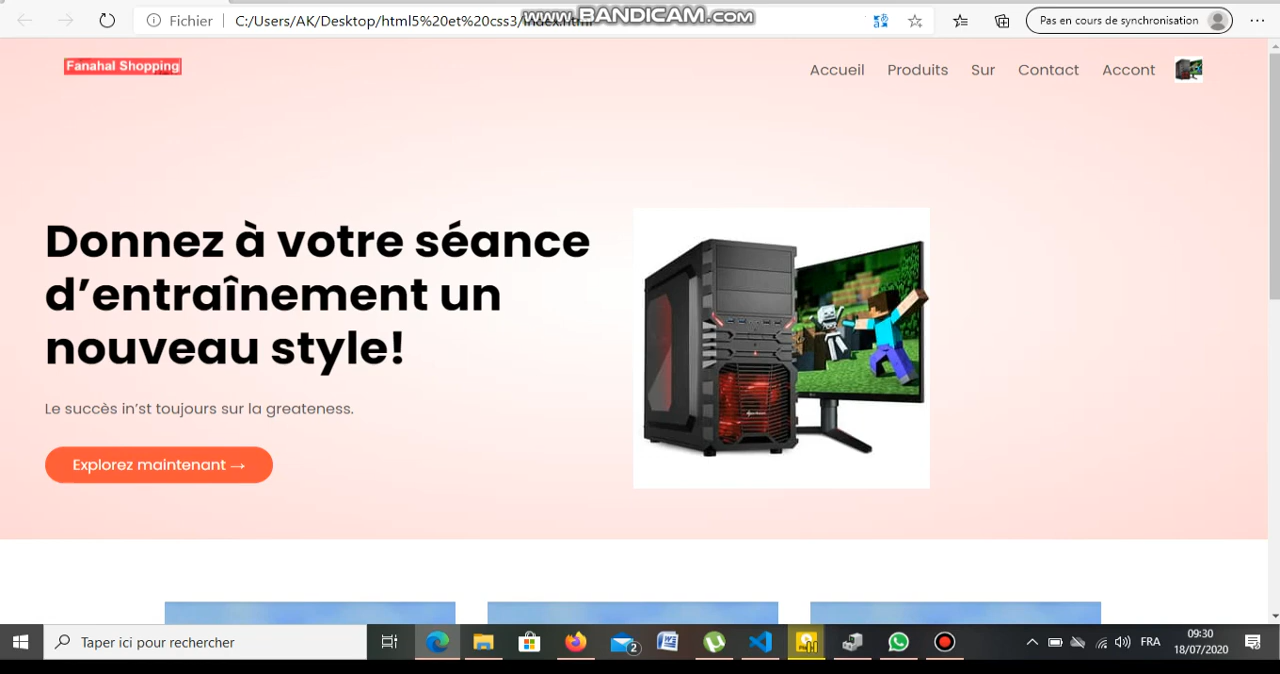 Fichier
C:/Users/AK/Desktop/html5%20et%20css3/index.html
www.BANDICAM.com
Pas en cours de synchronisation
Fanahal Shopping
Accueil
Produits
Sur
Contact
Accont
Donnez à votre séance
d’entraînement un
nouveau style!
Le succès in’st toujours sur la greateness.
Explorez maintenant →
Taper ici pour rechercher
2
FRA
09:30
18/07/2020